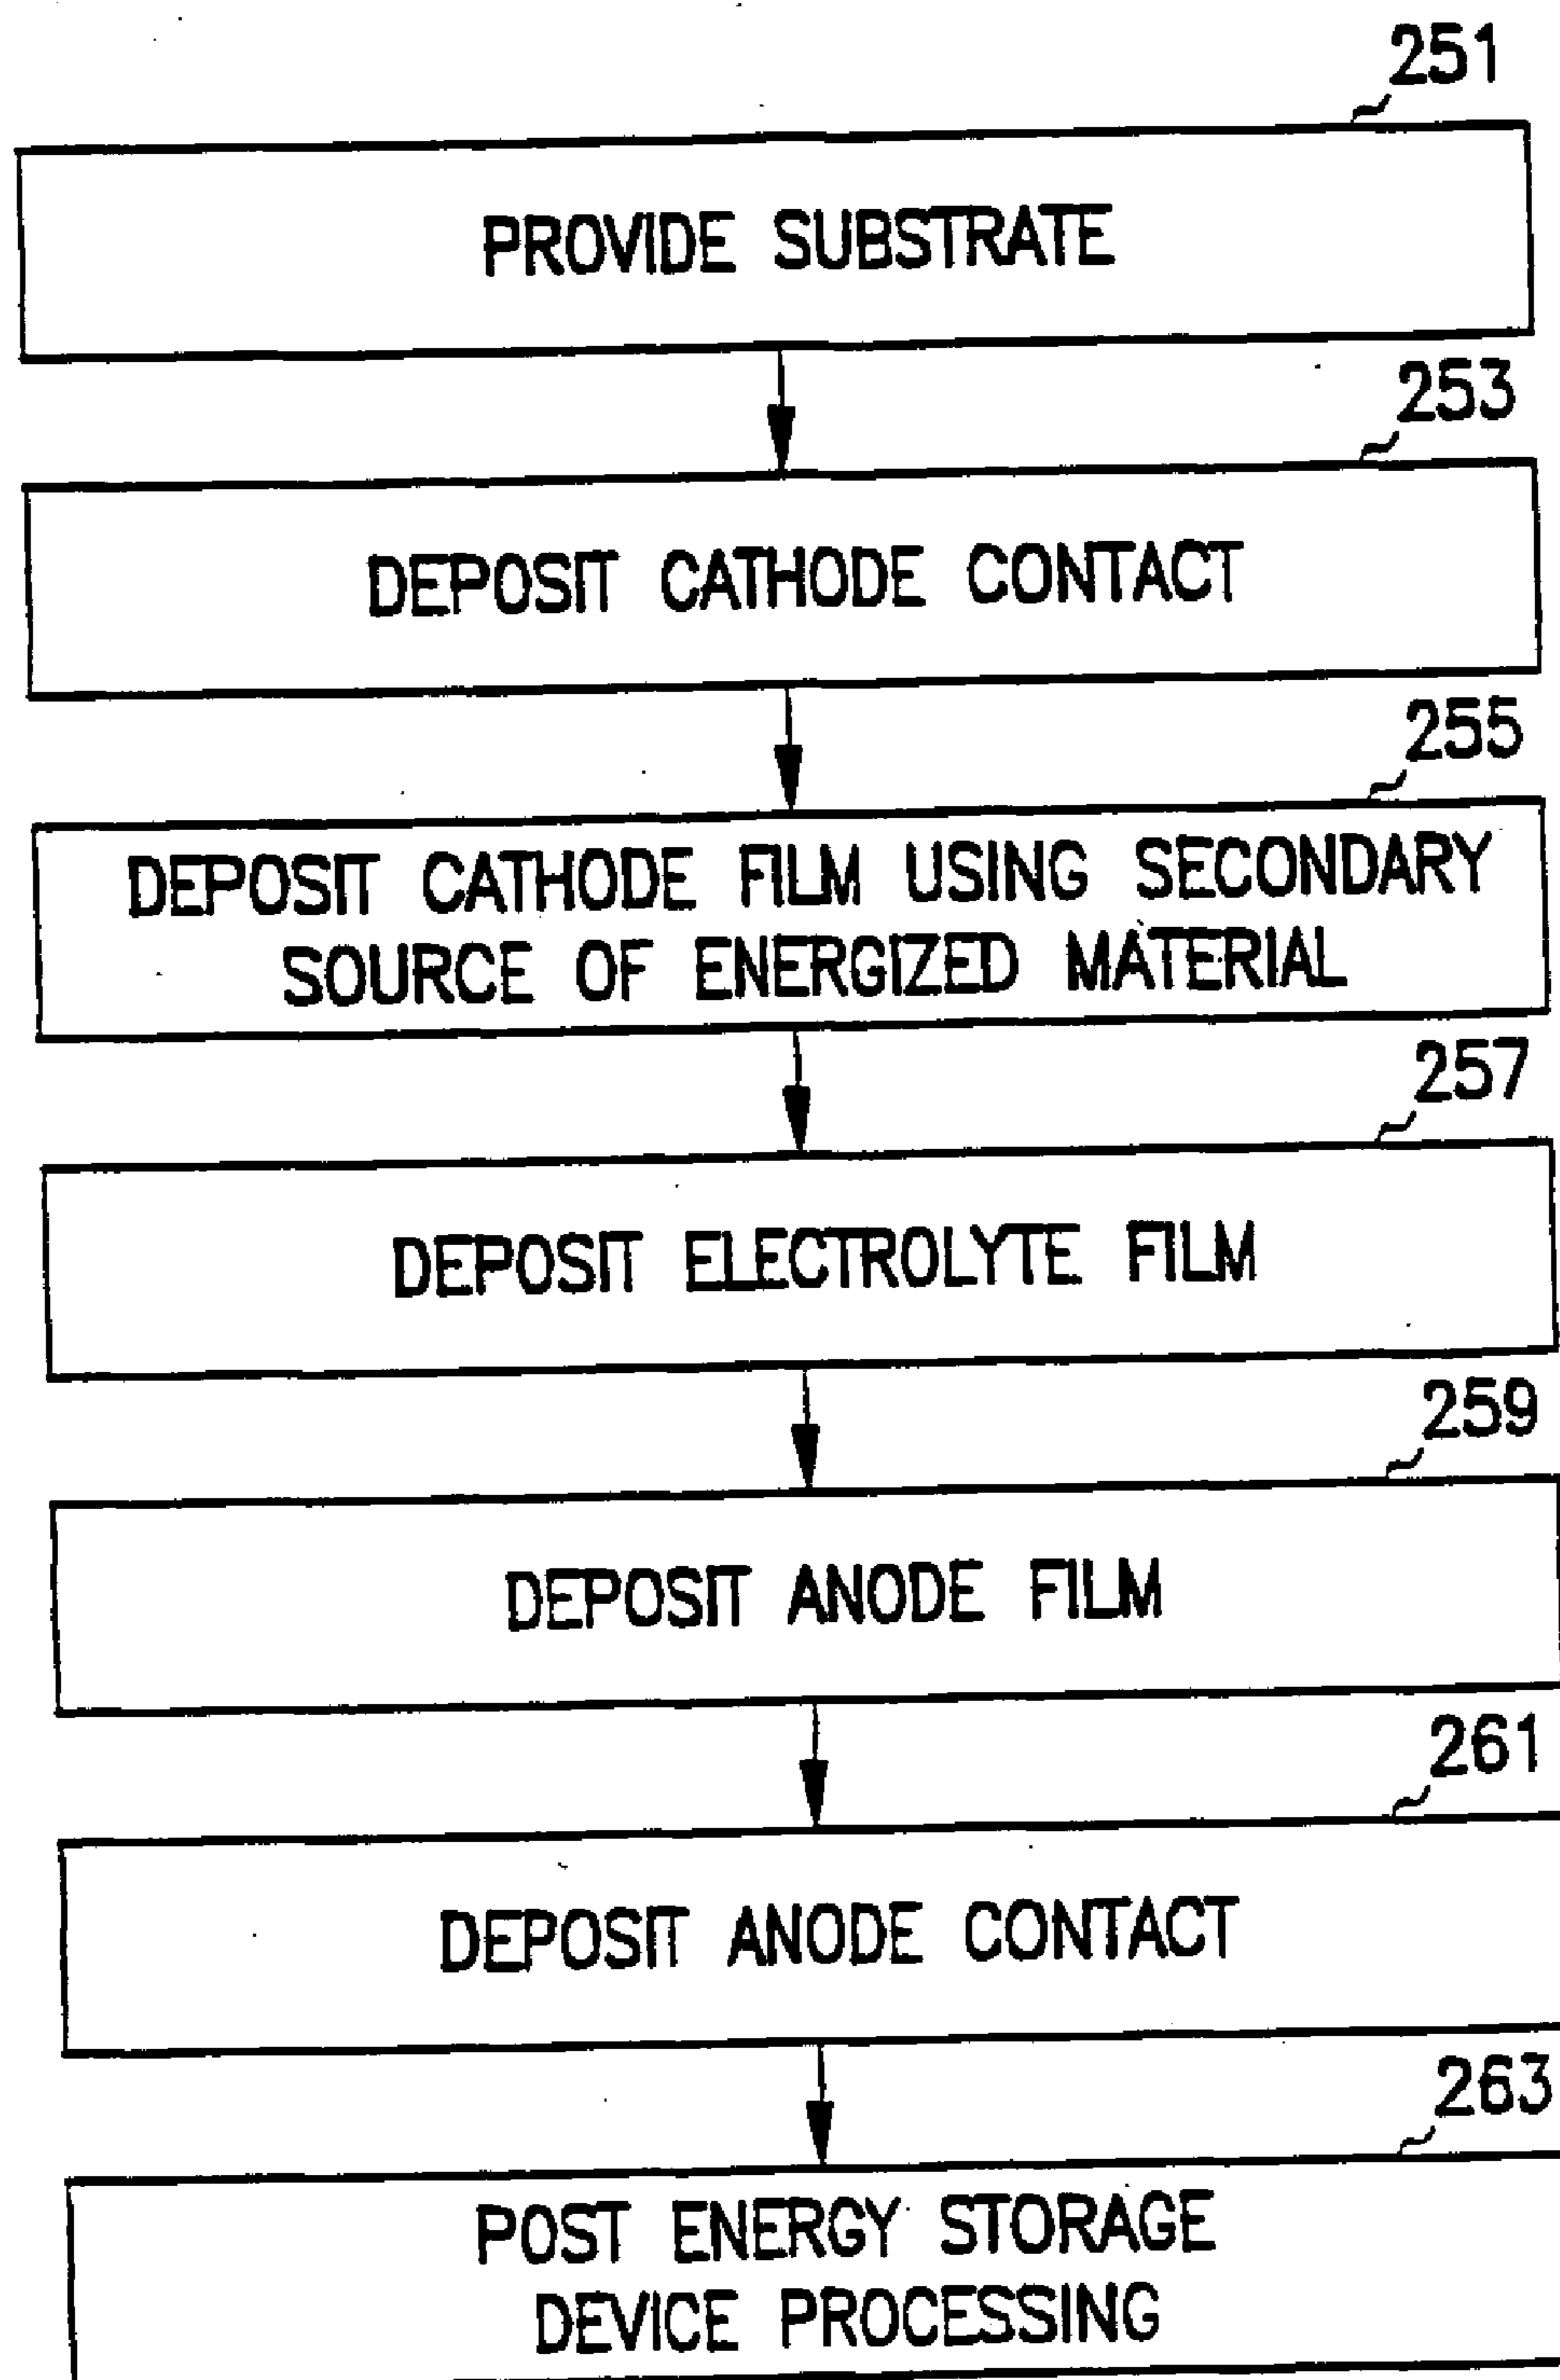 251
PROVIDE SUBSTRATE
253
DEPOSIT CATHODE CONTACT
255
DEPOSIT CATHODE FILM USING SECONDARY
SOURCE OF ENERGIZED MATERIAL
257
DEPOSIT ELECTROLYTE FILM
259
DEPOSIT ANODE FILM
261
DEPOSIT ANODE CONTACT
263
POST ENERGY STORAGE
DEVICE PROCESSING